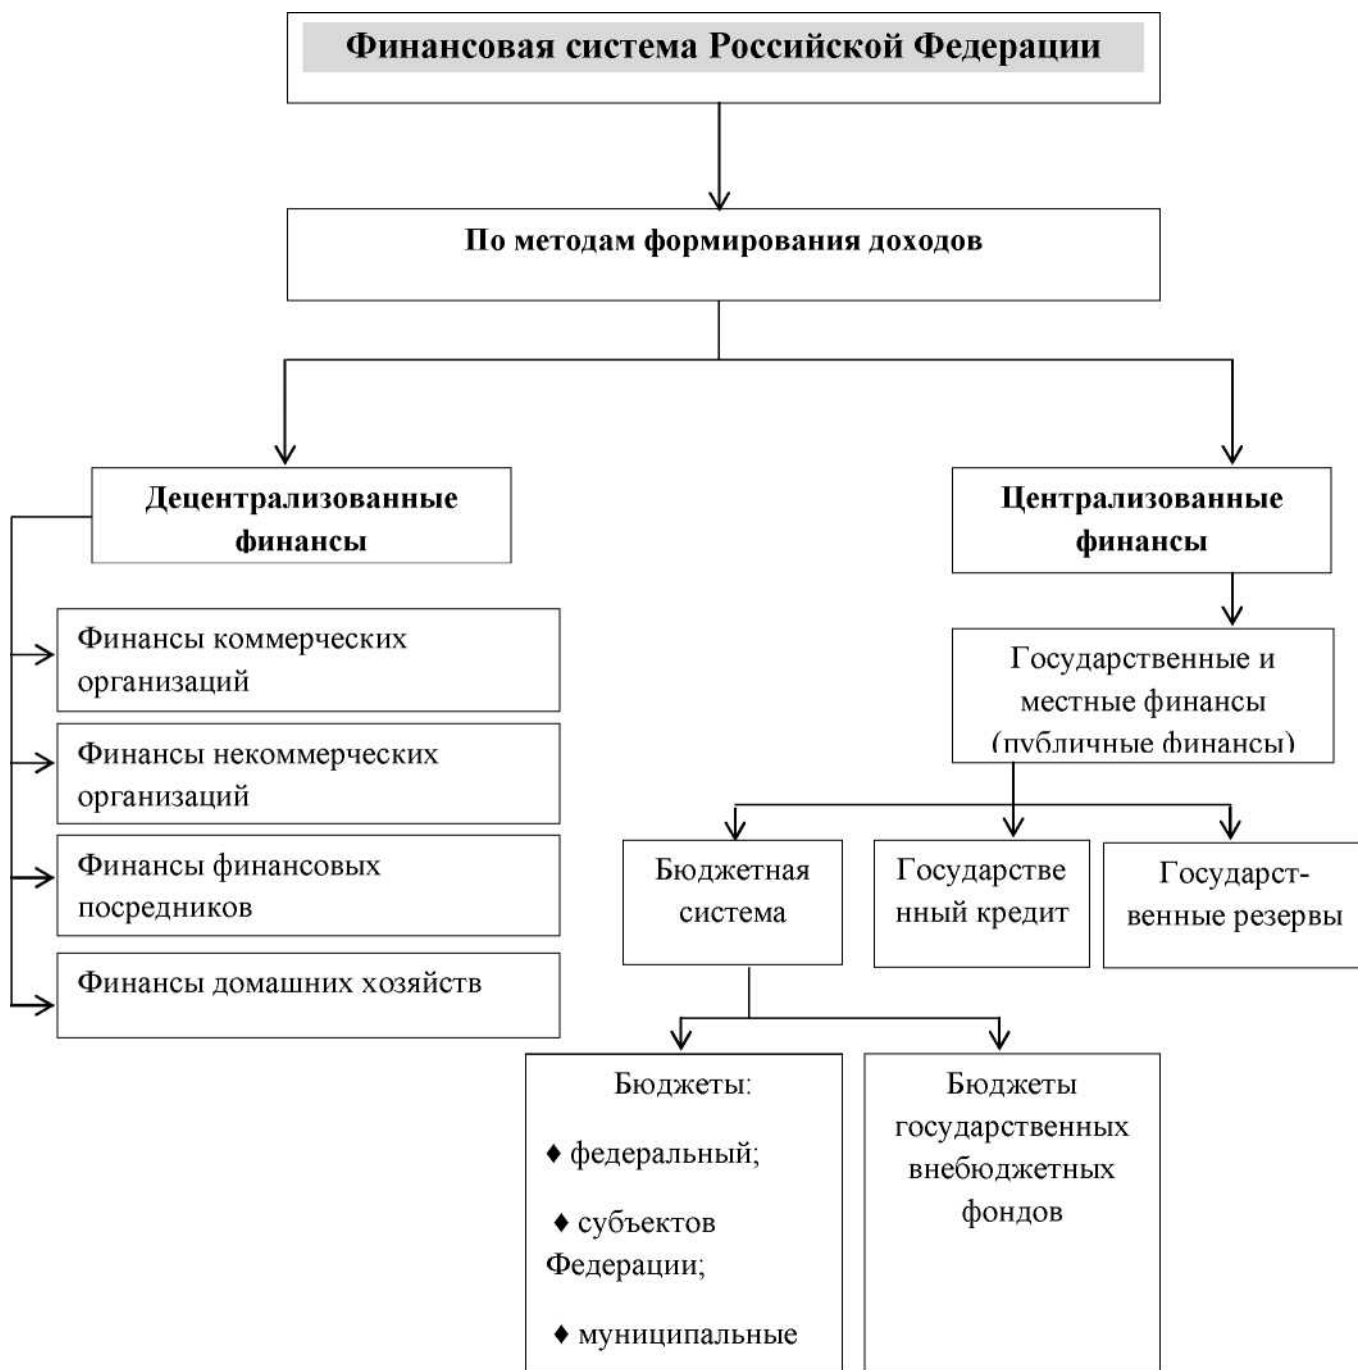 Финансовая система Российской Федерации
По методам формирования доходов
Децентрализованные
финансы
Финансы коммерческих
организаций
Финансы некоммерческих
организаций
Финансы финансовых
посредников
Финансы домашних хозяйств
Централизованные
финансы
Государственные и
местные финансы
(публичные финансы)
Бюджетная
система
Государстве
нный кредит
Государст-
венные резервы
Бюджеты:
♦ федеральный;
♦ субъектов
Федерации;
♦ муниципальные
Бюджеты
государственных
внебюджетных
фондов